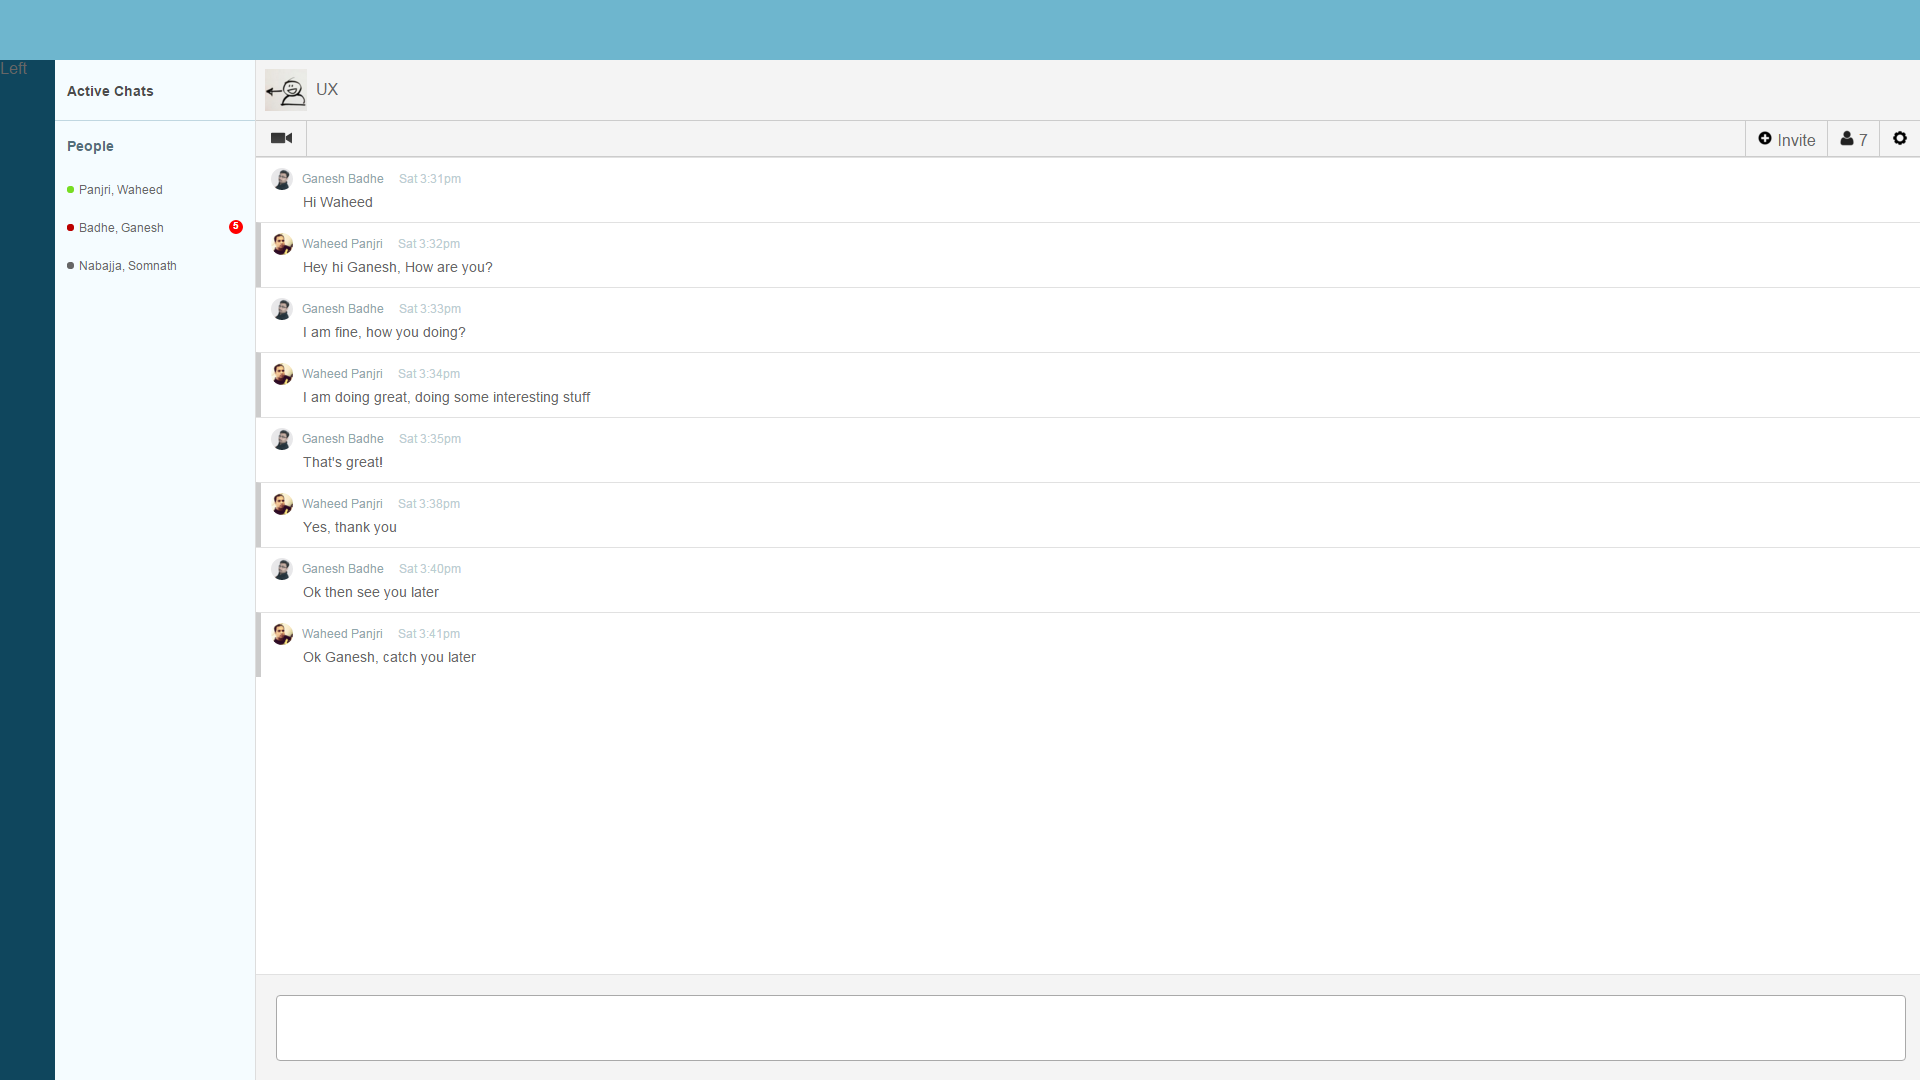 Left
Active Chats
People
Panjri, Waheed
Badhe, Ganesh 5
Nabajja, Somnath
UX
Invite 7
Ganesh Badhe Sat 3:31pm
Hi Waheed
Waheed Panjri Sat 3:32pm
Hey hi Ganesh, How are you?
Ganesh Badhe Sat 3:33pm
I am fine, how you doing?
Waheed Panjri Sat 3:34pm
I am doing great, doing some interesting stuff
Ganesh Badhe Sat 3:35pm
That's great!
Waheed Panjri Sat 3:38pm
Yes, thank you
Ganesh Badhe Sat 3:40pm
Ok then see you later
Waheed Panjri Sat 3:41pm
Ok Ganesh, catch you later